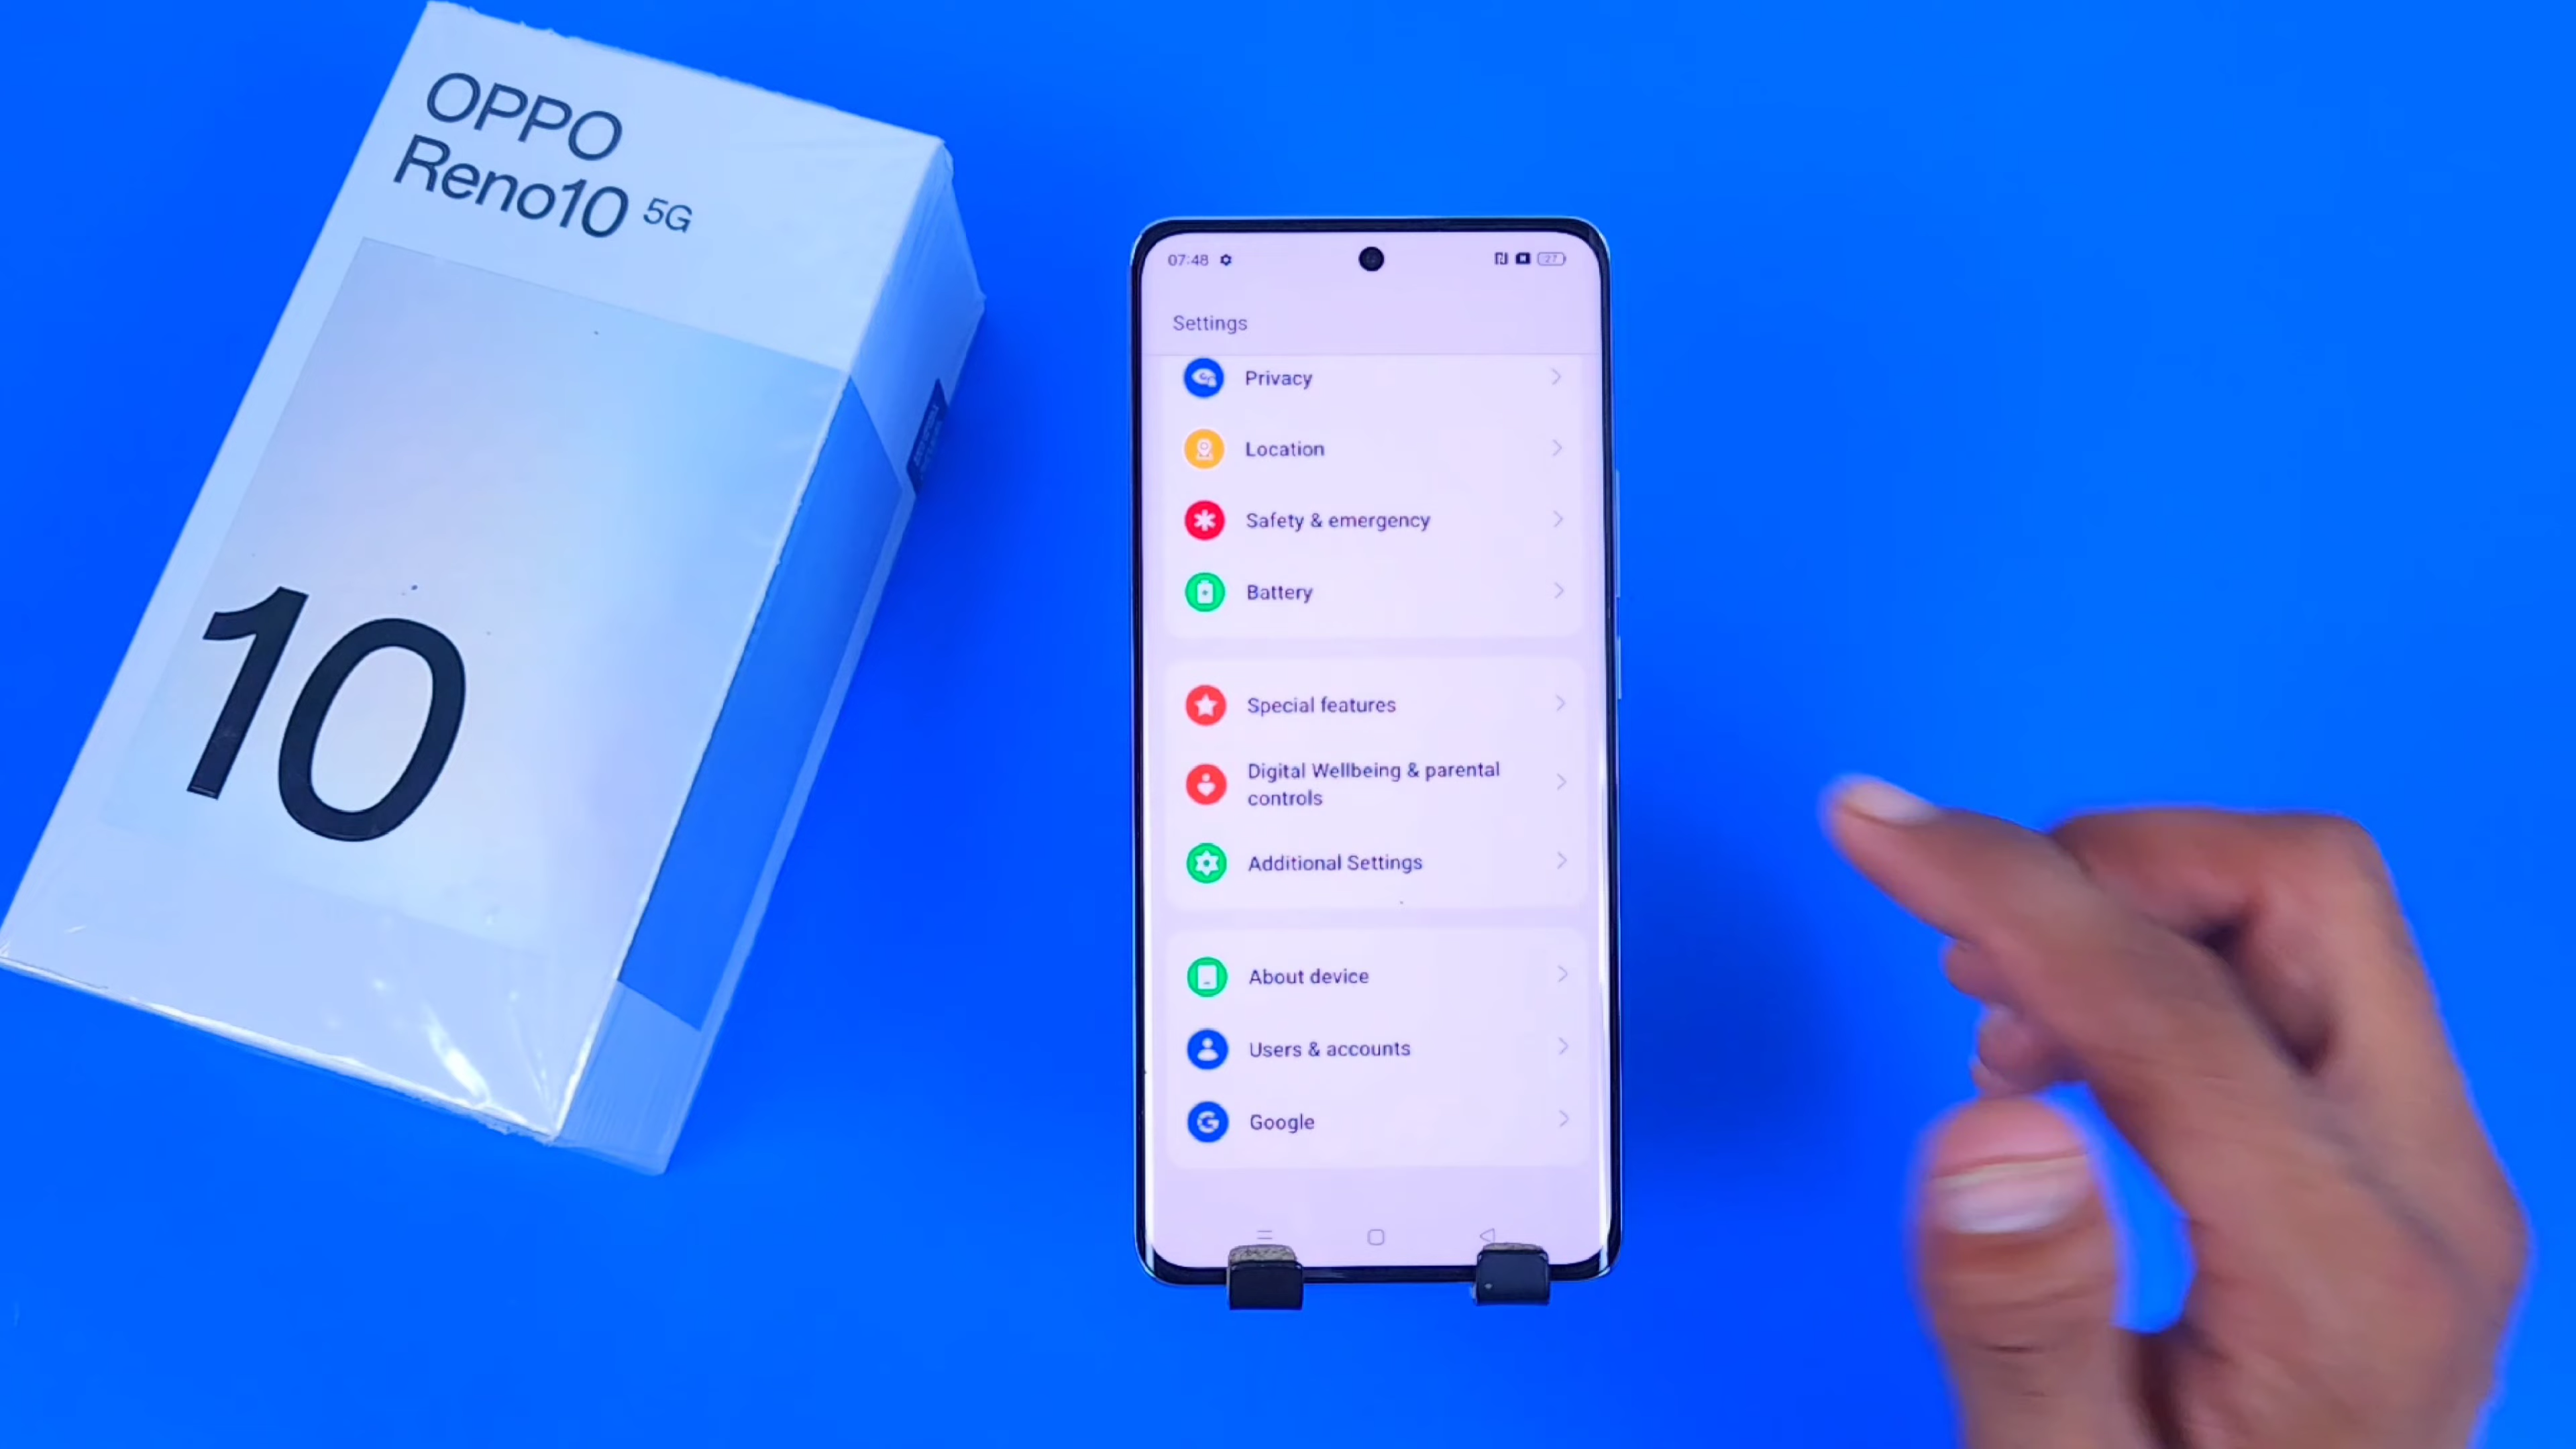 OPPO
Reno10 5G
10
07:48
27
Settings
Privacy
Location
Safety & emergency
Battery
Special features
Digital Wellbeing & parental
controls
Additional Settings
About device
Users & accounts
Google